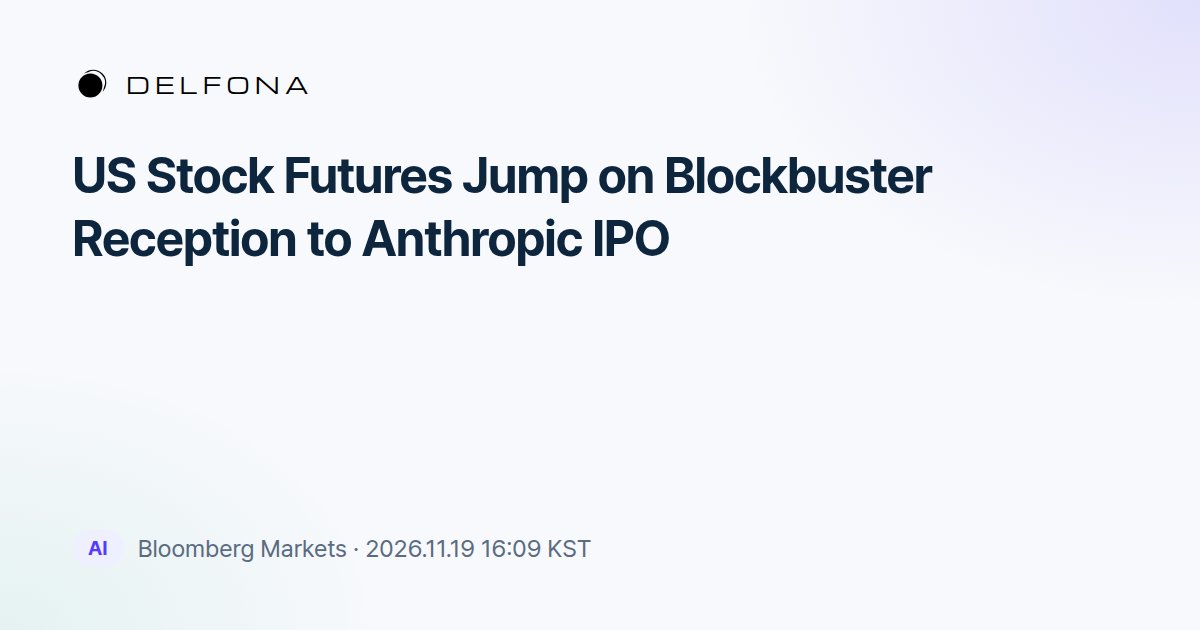 DELFONA
US Stock Futures Jump on Blockbuster
Reception to Anthropic IPO
AI Bloomberg Markets · 2026.11.19 16:09 KST